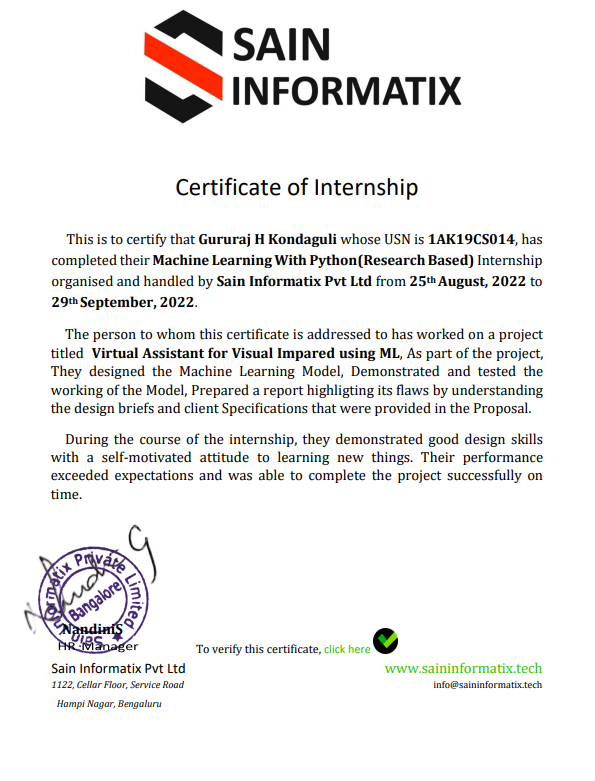 SAIN
INFORMATIX
Certificate of Internship
This is to certify that Gururaj H Kondaguli whose USN is 1AK19CS014, has
completed their Machine Learning With Python(Research Based) Internship
organised and handled by Sain Informatix Pvt Ltd from 25th August, 2022 to
29th September, 2022.
The person to whom this certificate is addressed to has worked on a project
titled Virtual Assistant for Visual Impared using ML, As part of the project,
They designed the Machine Learning Model, Demonstrated and tested the
working of the Model, Prepared a report highligting its flaws by understanding
the design briefs and client Specifications that were provided in the Proposal.
During the course of the internship, they demonstrated good design skills
with a self-motivated attitude to learning new things. Their performance
exceeded expectations and was able to complete the project successfully on
time.
Sain Informatix Private Limited
Bangalore
NandiniS
HR Manager
To verify this certificate, click here
Sain Informatix Pvt Ltd
www.saininformatix.tech
1122, Cellar Floor, Service Road
info@saininformatix.tech
Hampi Nagar, Bengaluru